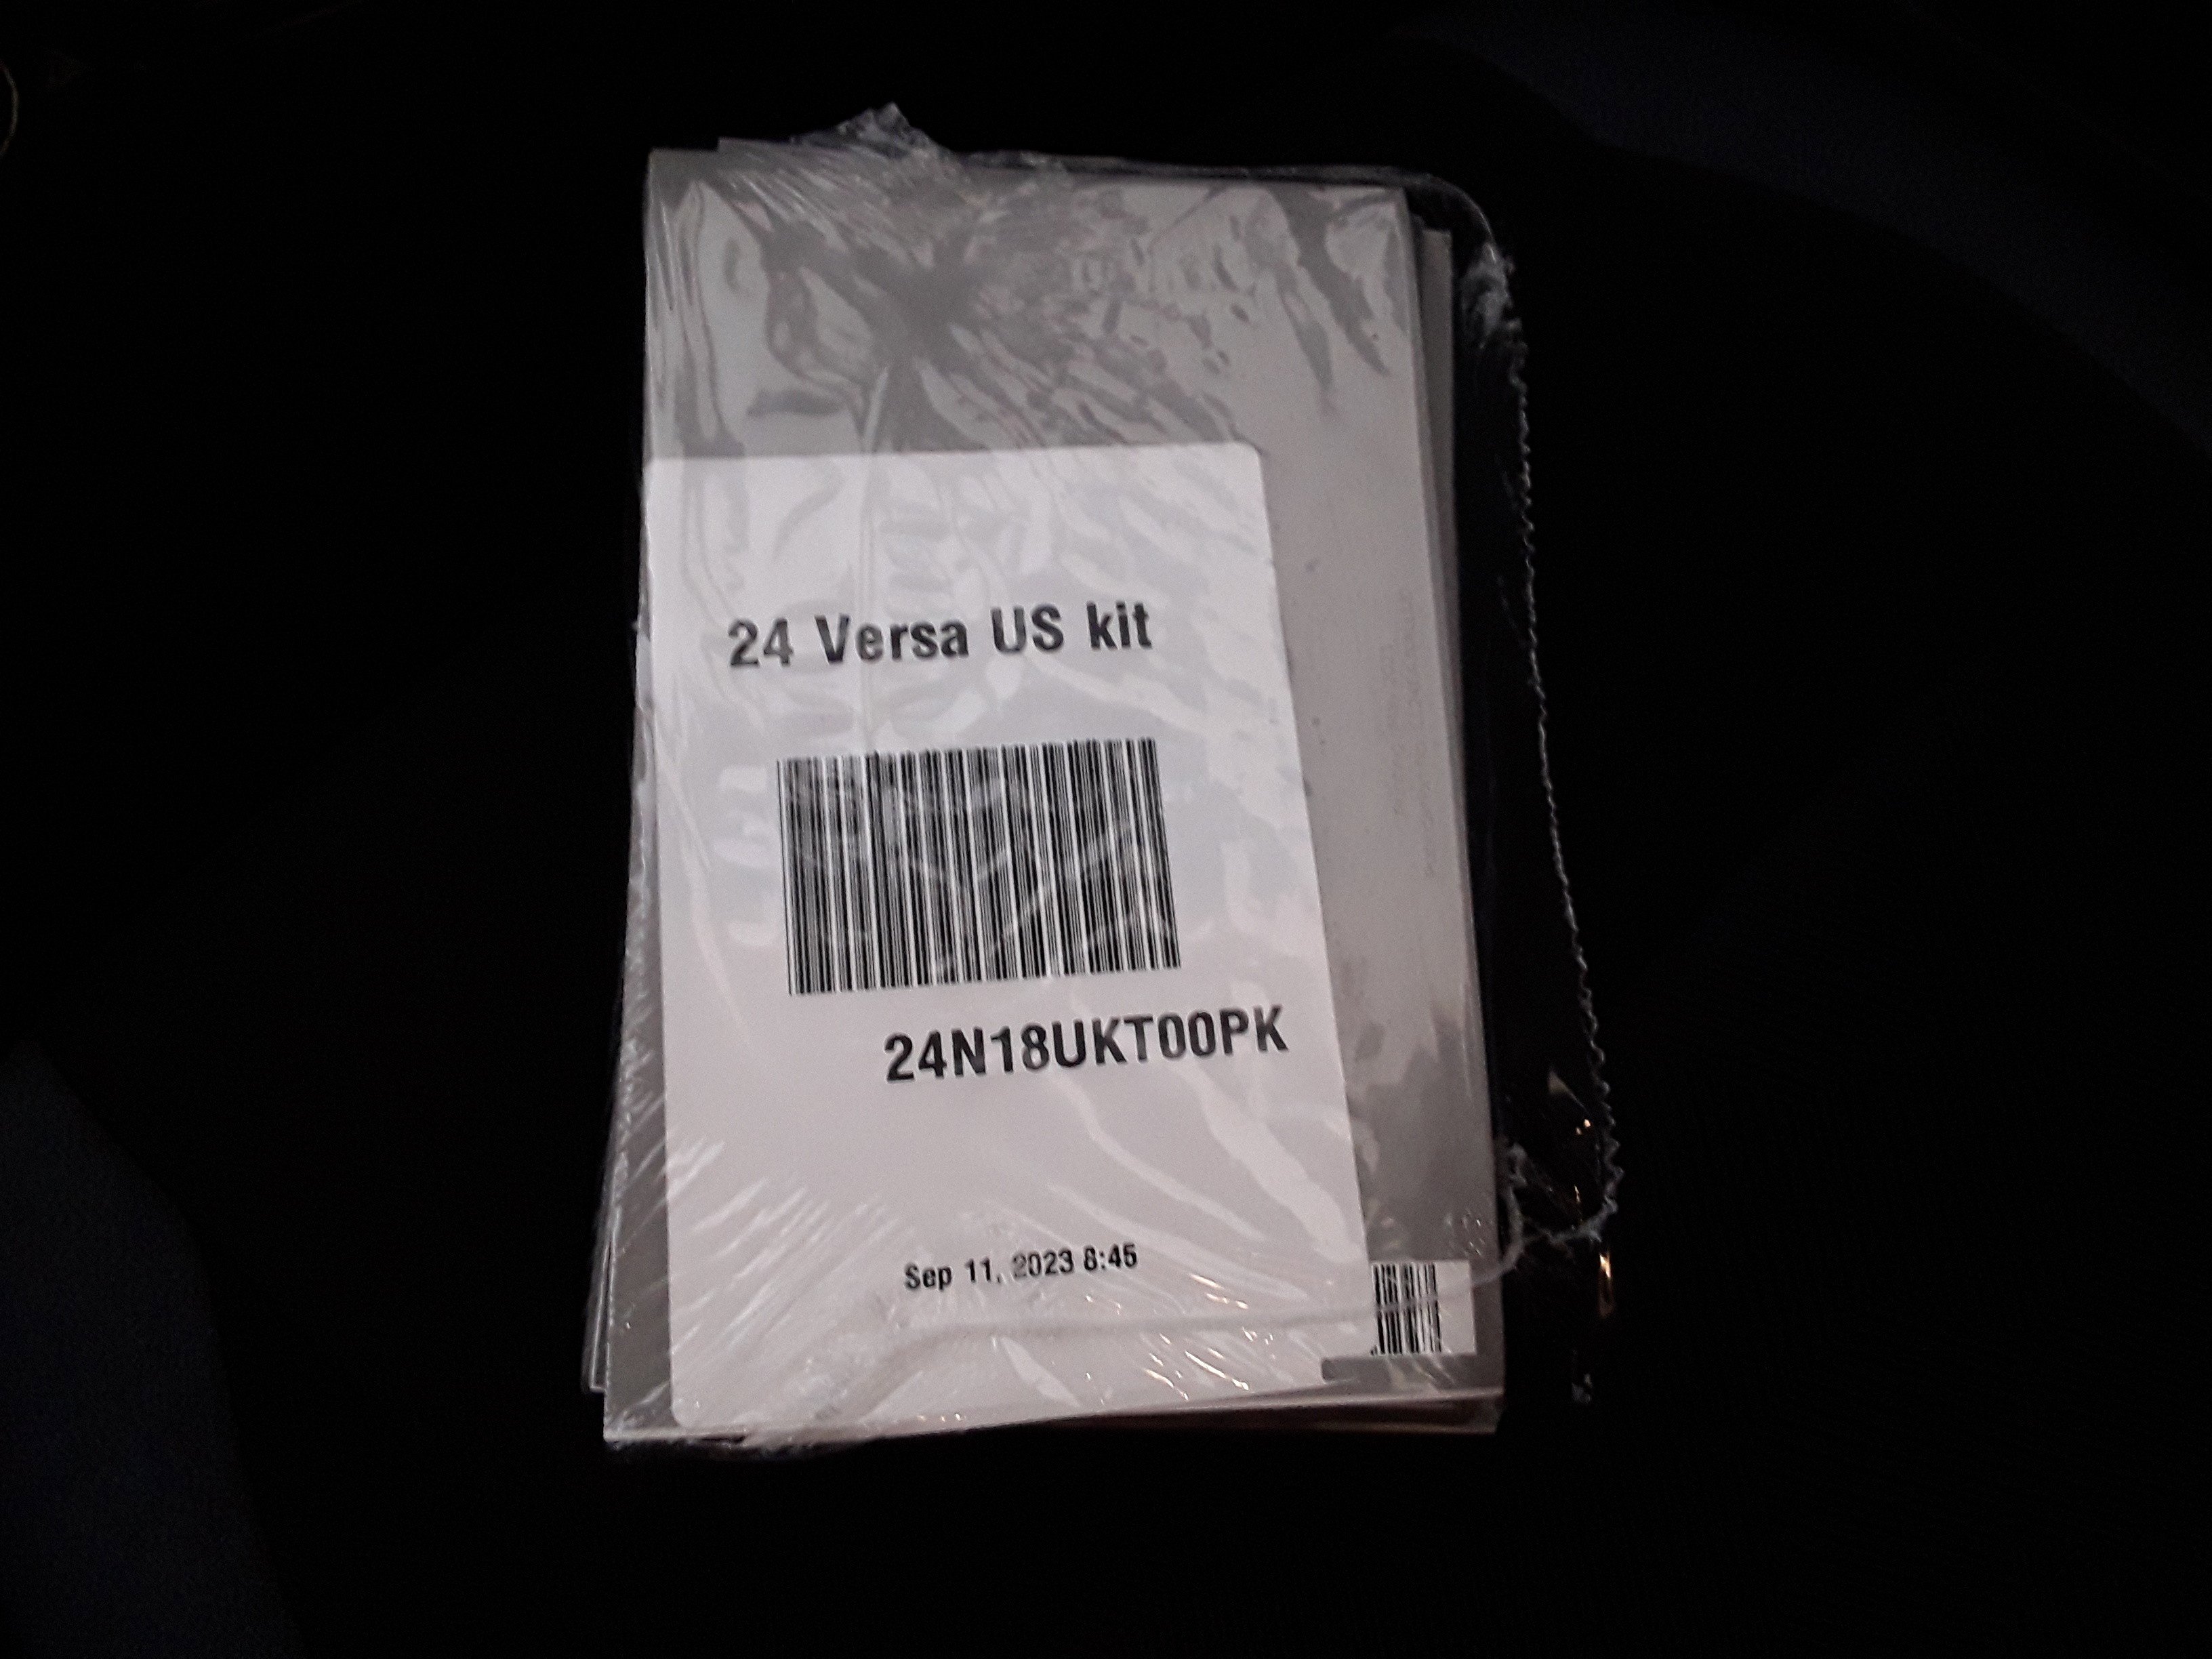 24 Versa US kit
24N18UKT00PK
Sep 11, 2023 8:45